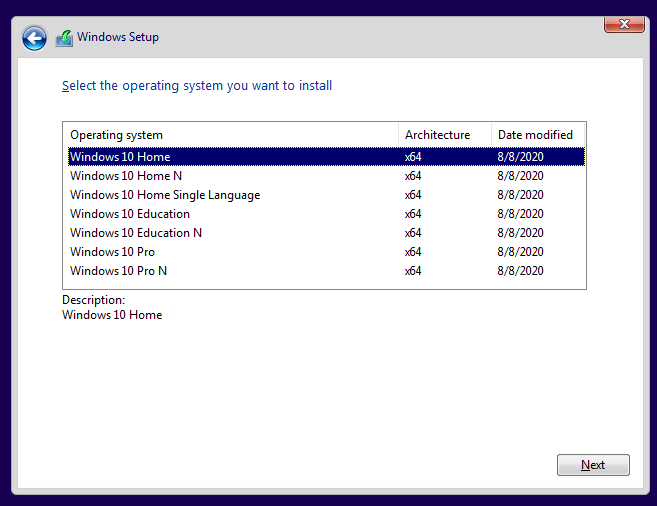 Windows Setup
Select the operating system you want to install
Operating system Architecture Date modified
Windows 10 Home x64 8/8/2020
Windows 10 Home N x64 8/8/2020
Windows 10 Home Single Language x64 8/8/2020
Windows 10 Education x64 8/8/2020
Windows 10 Education N x64 8/8/2020
Windows 10 Pro x64 8/8/2020
Windows 10 Pro N x64 8/8/2020
Description:
Windows 10 Home
Next